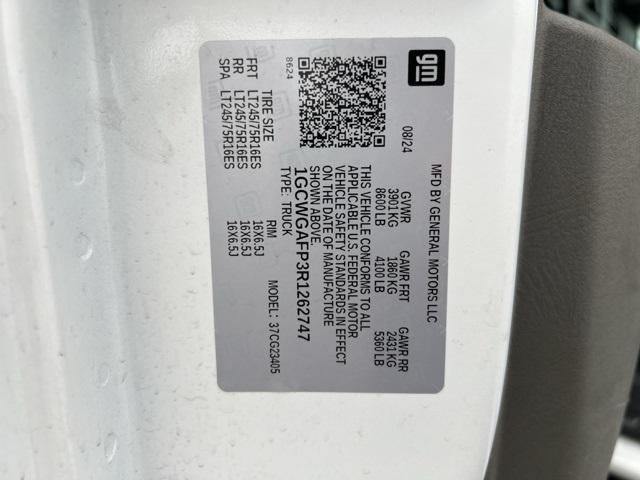 gm
MFD BY GENERAL MOTORS LLC
08/24
GVWR GAWR FRT GAWR RR
3901 KG 1860 KG 2431 KG
8600 LB 4100 LB 5360 LB
THIS VEHICLE CONFORMS TO ALL
APPLICABLE U.S. FEDERAL MOTOR
VEHICLE SAFETY STANDARDS IN EFFECT
ON THE DATE OF MANUFACTURE
SHOWN ABOVE.
1GCWGAFP3R1262747
TYPE: TRUCK
MODEL: 37CG23405
8624
TIRE SIZE RIM
FRT LT245/75R16ES 16X6.5J
RR LT245/75R16ES 16X6.5J
SPA LT245/75R16ES 16X6.5J